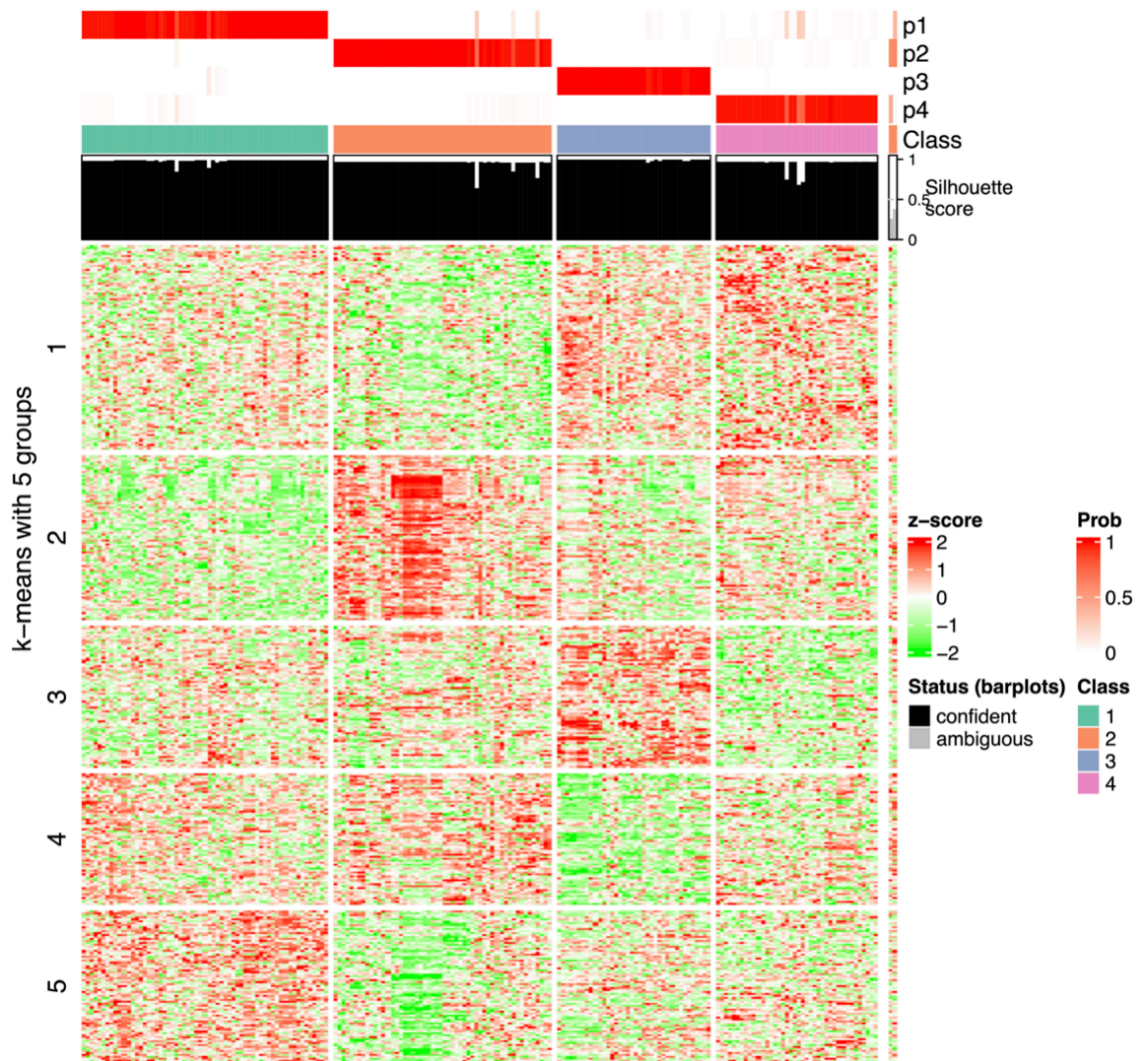 p1
p2
p3
p4
Class
1
0.5
0
Silhouette
score
k−means with 5 groups
1
2
3
4
5
z−score
2
1
0
−1
−2
Prob
1
0.5
0
Status (barplots)
confident
ambiguous
Class
1
2
3
4